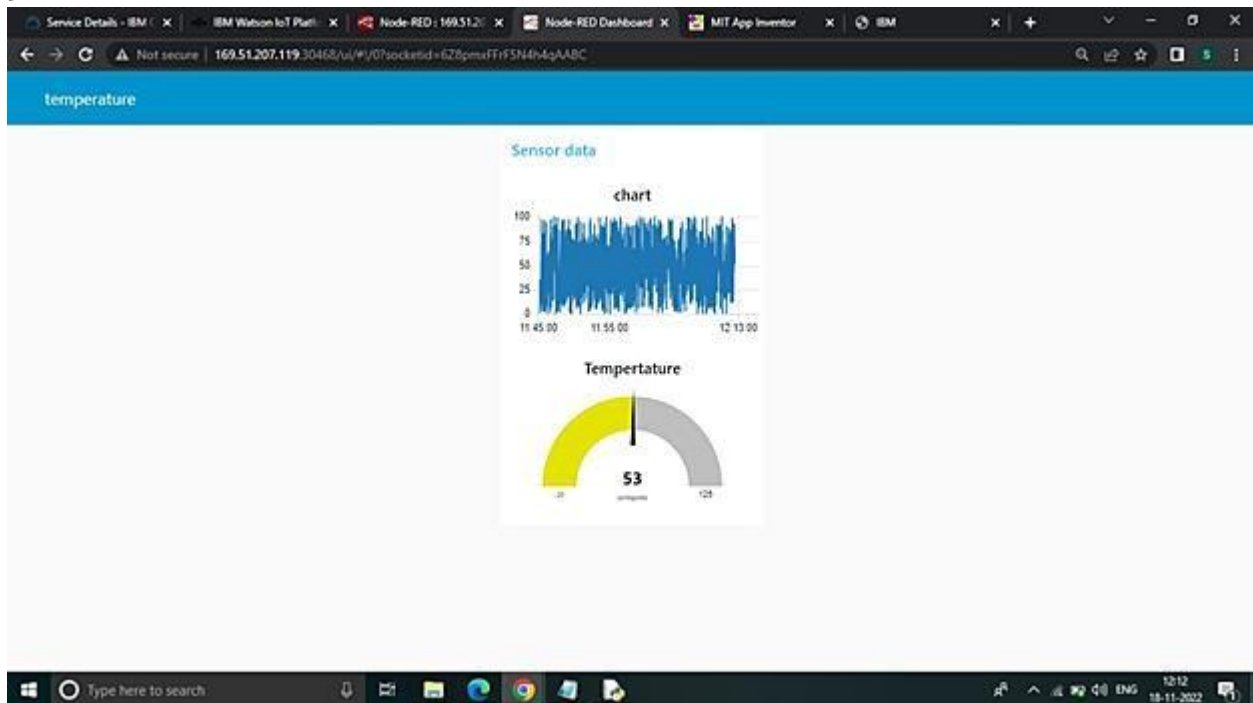 Service Details - IBM (
IBM Watson IoT Platf
Node-RED : 169.51.20
Node-RED Dashboard
MIT App Inventor
IBM
Not secure | 169.51.207.119:30468/ui/#!/0?socketid=
temperature
Sensor data
chart
100
75
50
25
0
11:45:00 11:55:00 12:13:00
Tempertature
53
125
Type here to search
ENG
12:12
18-11-2022